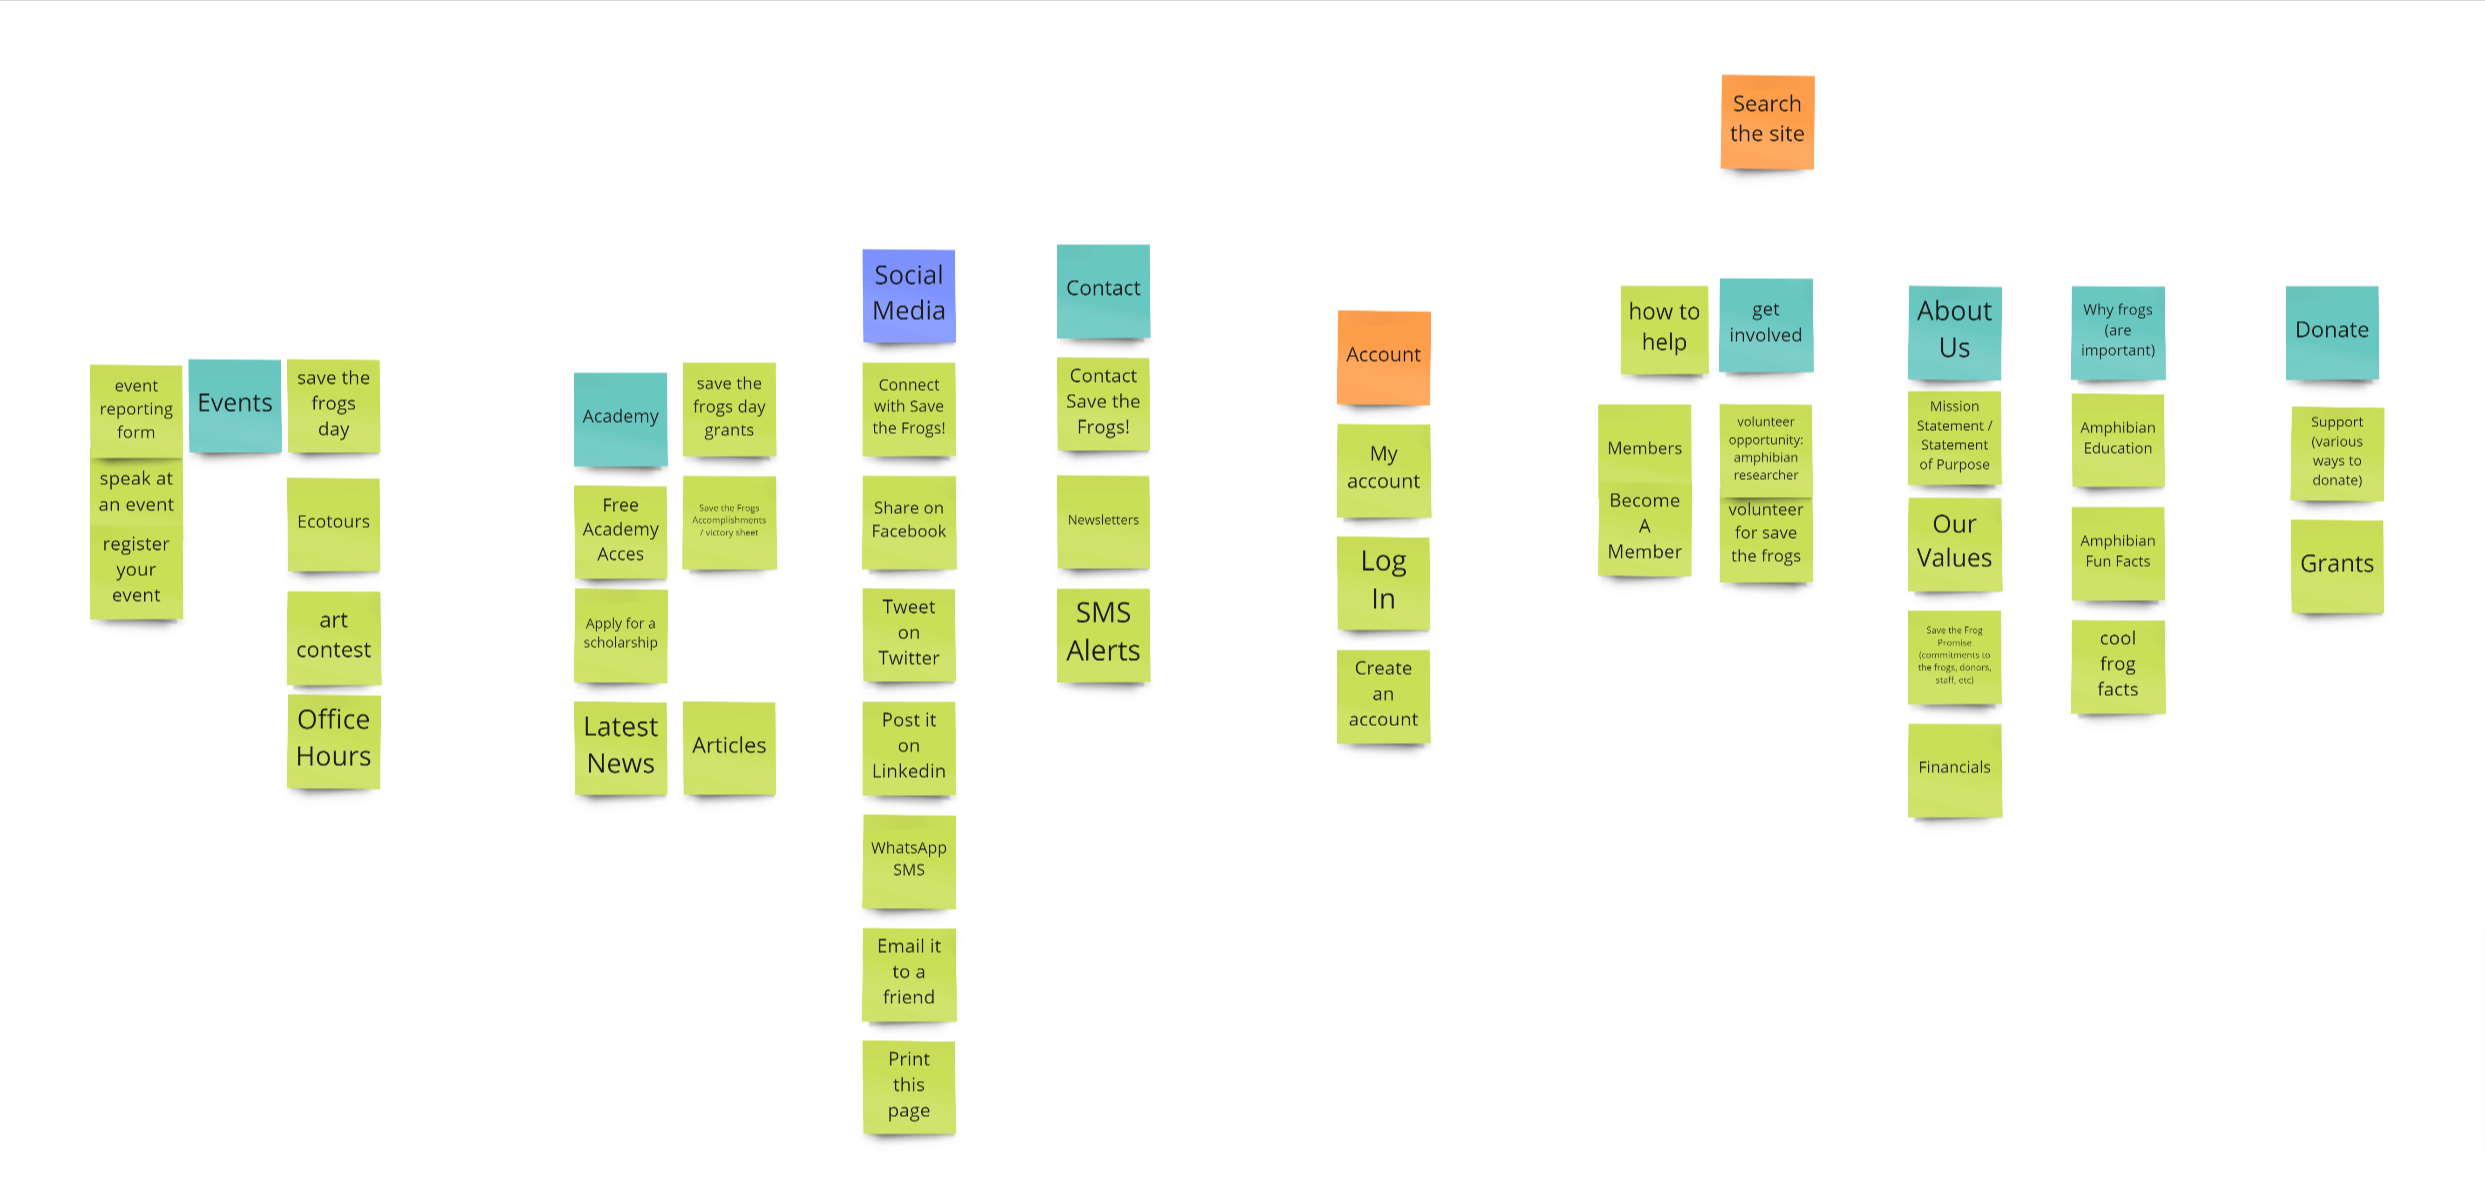 Search
the site
event
reporting
form
speak at
an event
register
your
event
Events
save the
frogs
day
Ecotours
art
contest
Office
Hours
Academy
Free
Academy
Acces
Apply for a
scholarship
Latest
News
save the
frogs day
grants
Save the Frogs
Accomplishments
/ victory sheet
Articles
Social
Media
Connect
with Save
the Frogs!
Share on
Facebook
Tweet
on
Twitter
Post it
on
Linkedin
WhatsApp
SMS
Email it
to a
friend
Print
this
page
Contact
Contact
Save the
Frogs!
Newsletters
SMS
Alerts
Account
My
account
Log
In
Create
an
account
how to
help
get
involved
Members
Become
A
Member
volunteer
opportunity:
amphibian
researcher
volunteer
for save
the frogs
About
Us
Mission
Statement /
Statement
of Purpose
Our
Values
Save the Frog
Promise
(commitments to
the frogs, donors,
staff, etc)
Financials
Why frogs
(are
important)
Amphibian
Education
Amphibian
Fun Facts
cool
frog
facts
Donate
Support
(various
ways to
donate)
Grants